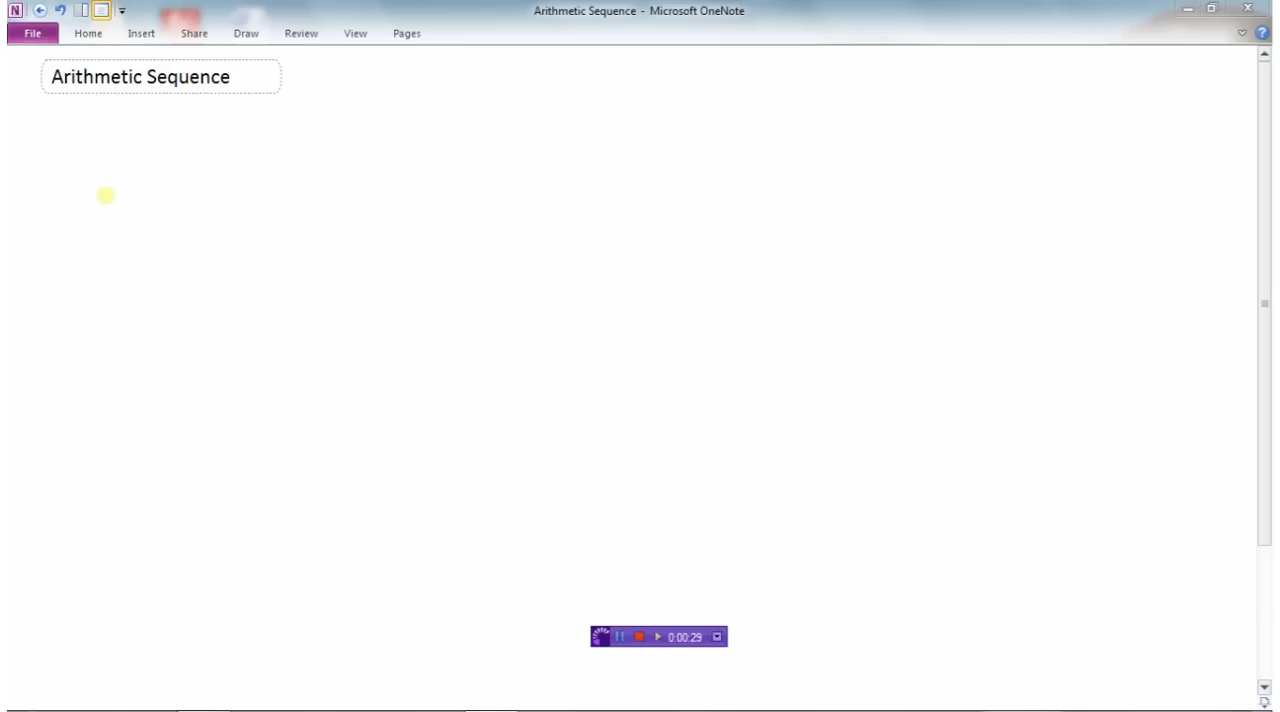 Arithmetic Sequence - Microsoft OneNote
File Home Insert Share Draw Review View Pages
Arithmetic Sequence
0:00:29